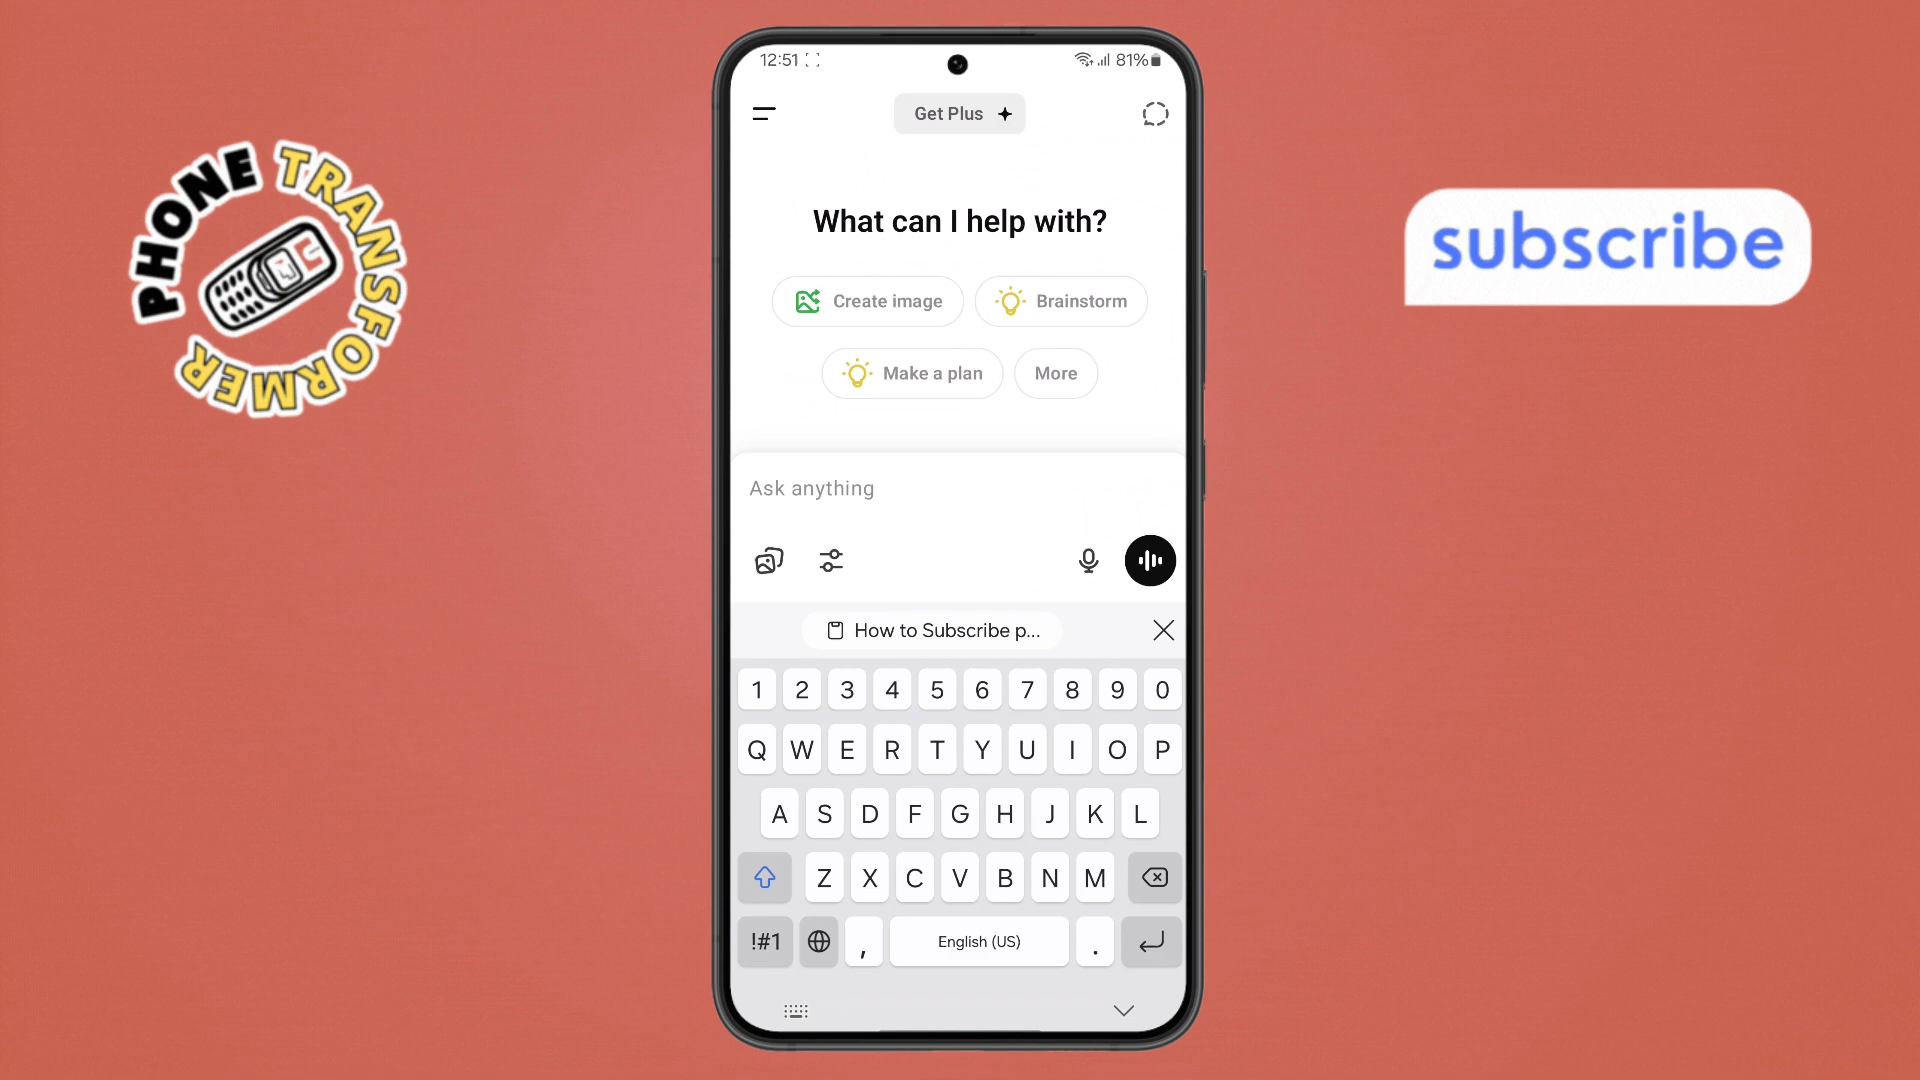 PHONE TRANSFORMER
subscribe
12:51
81%
Get Plus
What can I help with?
Create image
Brainstorm
Make a plan
More
Ask anything
How to Subscribe p...
1 2 3 4 5 6 7 8 9 0
Q W E R T Y U I O P
A S D F G H J K L
Z X C V B N M
!#1 , English (US) .